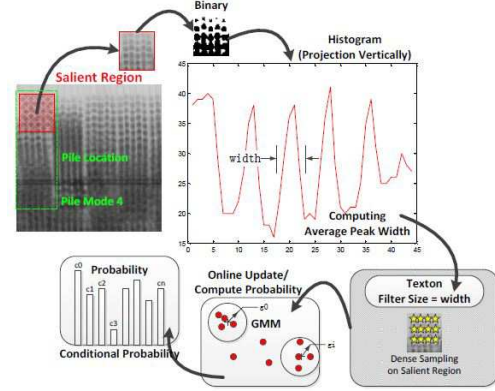 Binary
Histogram
(Projection Vertically)
Salient Region
Pile Location
Pile Mode 4
45
40
35
30
25
20
15
width
0 5 10 15 20 25 30 35 40 45
Computing
Average Peak Width
Texton
Filter Size = width
Dense Sampling
on Salient Region
Online Update/
Compute Probability
g0
GMM
gi
Probability
c0
c1
c2
c3
cn
Conditional Probability